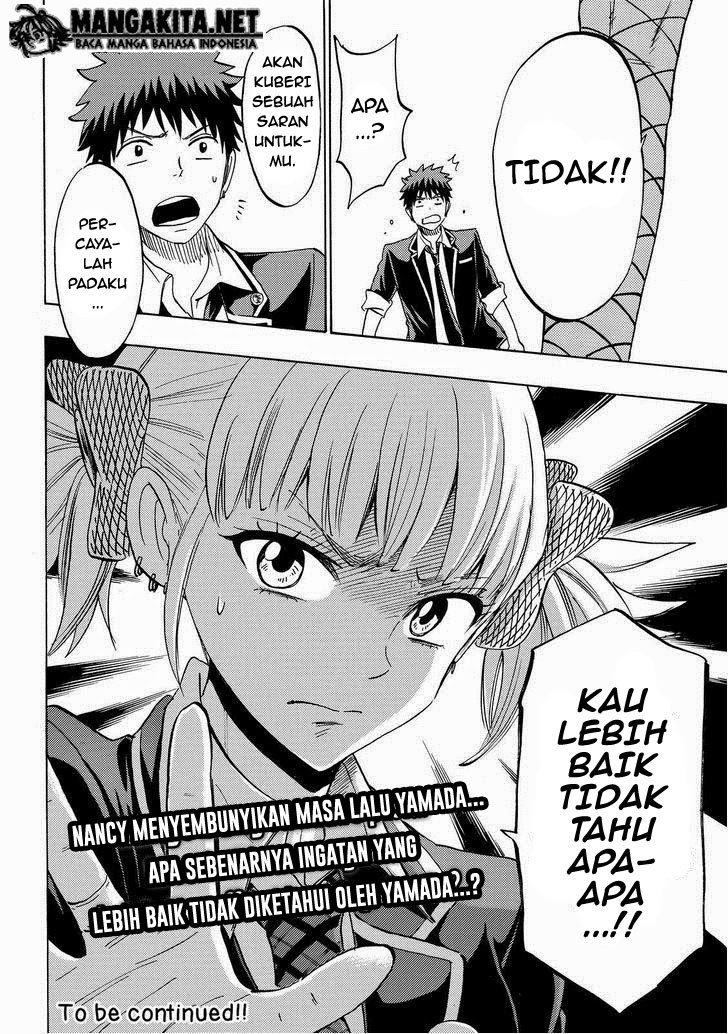 MANGAKITA.NET
BACA MANGA BAHASA INDONESIA
TIDAK!!
APA
...?
AKAN
KUBERI
SEBUAH
SARAN
UNTUK-
MU.
PER-
CAYA-
LAH
PADAKU
...
KAU
LEBIH
BAIK
TIDAK
TAHU
APA-
APA
...!!
NANCY MENYEMBUNYIKAN MASA LALU YAMADA...
APA SEBENARNYA INGATAN YANG
LEBIH BAIK TIDAK DIKETAHUI OLEH YAMADA...?
To be continued!!